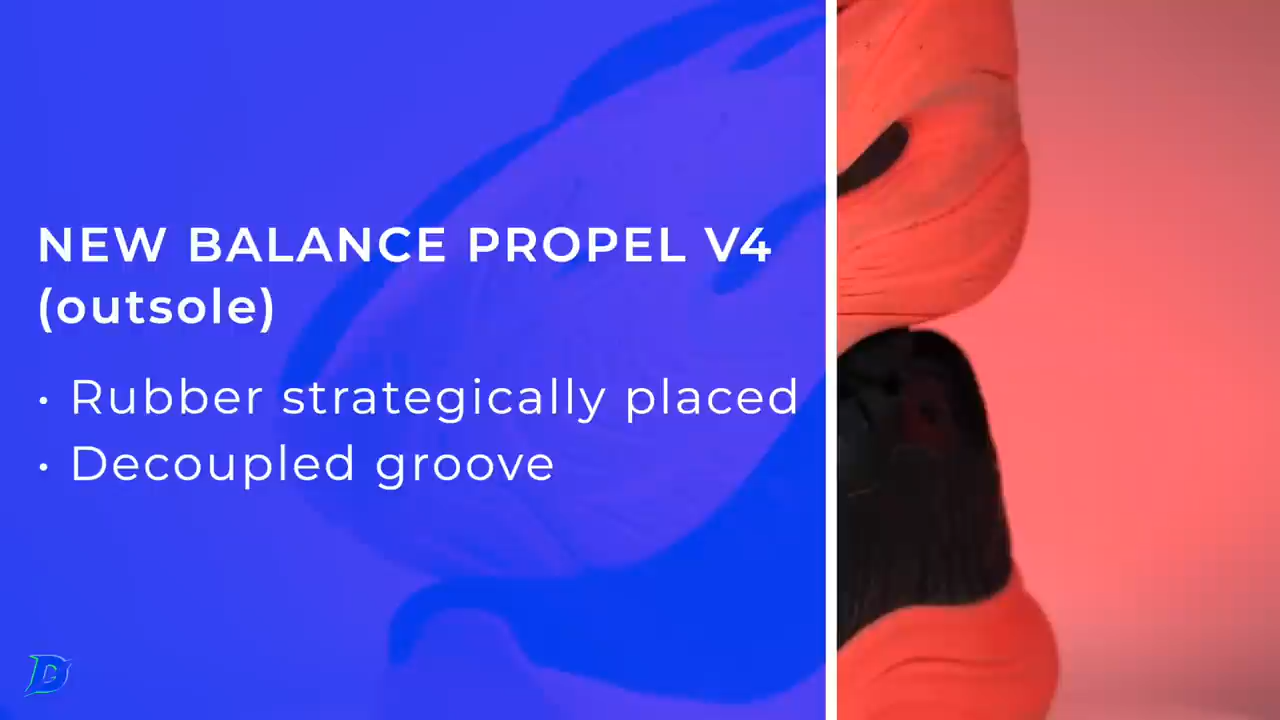 NEW BALANCE PROPEL V4
(outsole)
• Rubber strategically placed
• Decoupled groove